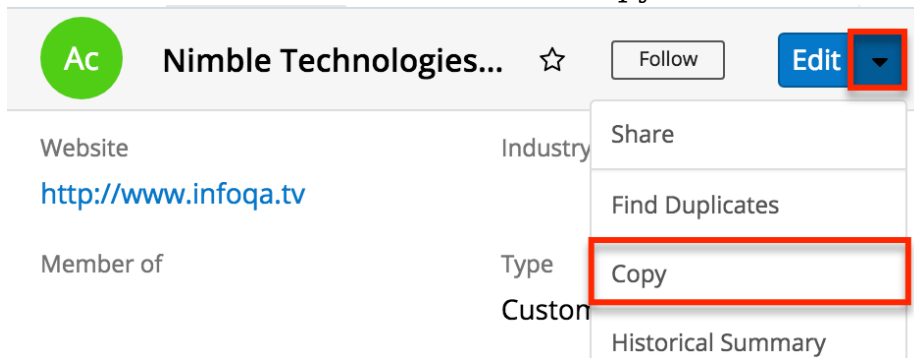 Ac
Nimble Technologies...
Follow
Edit
Website
Industry
Share
http://www.infoqa.tv
Find Duplicates
Member of
Type
Copy
Custom
Historical Summary